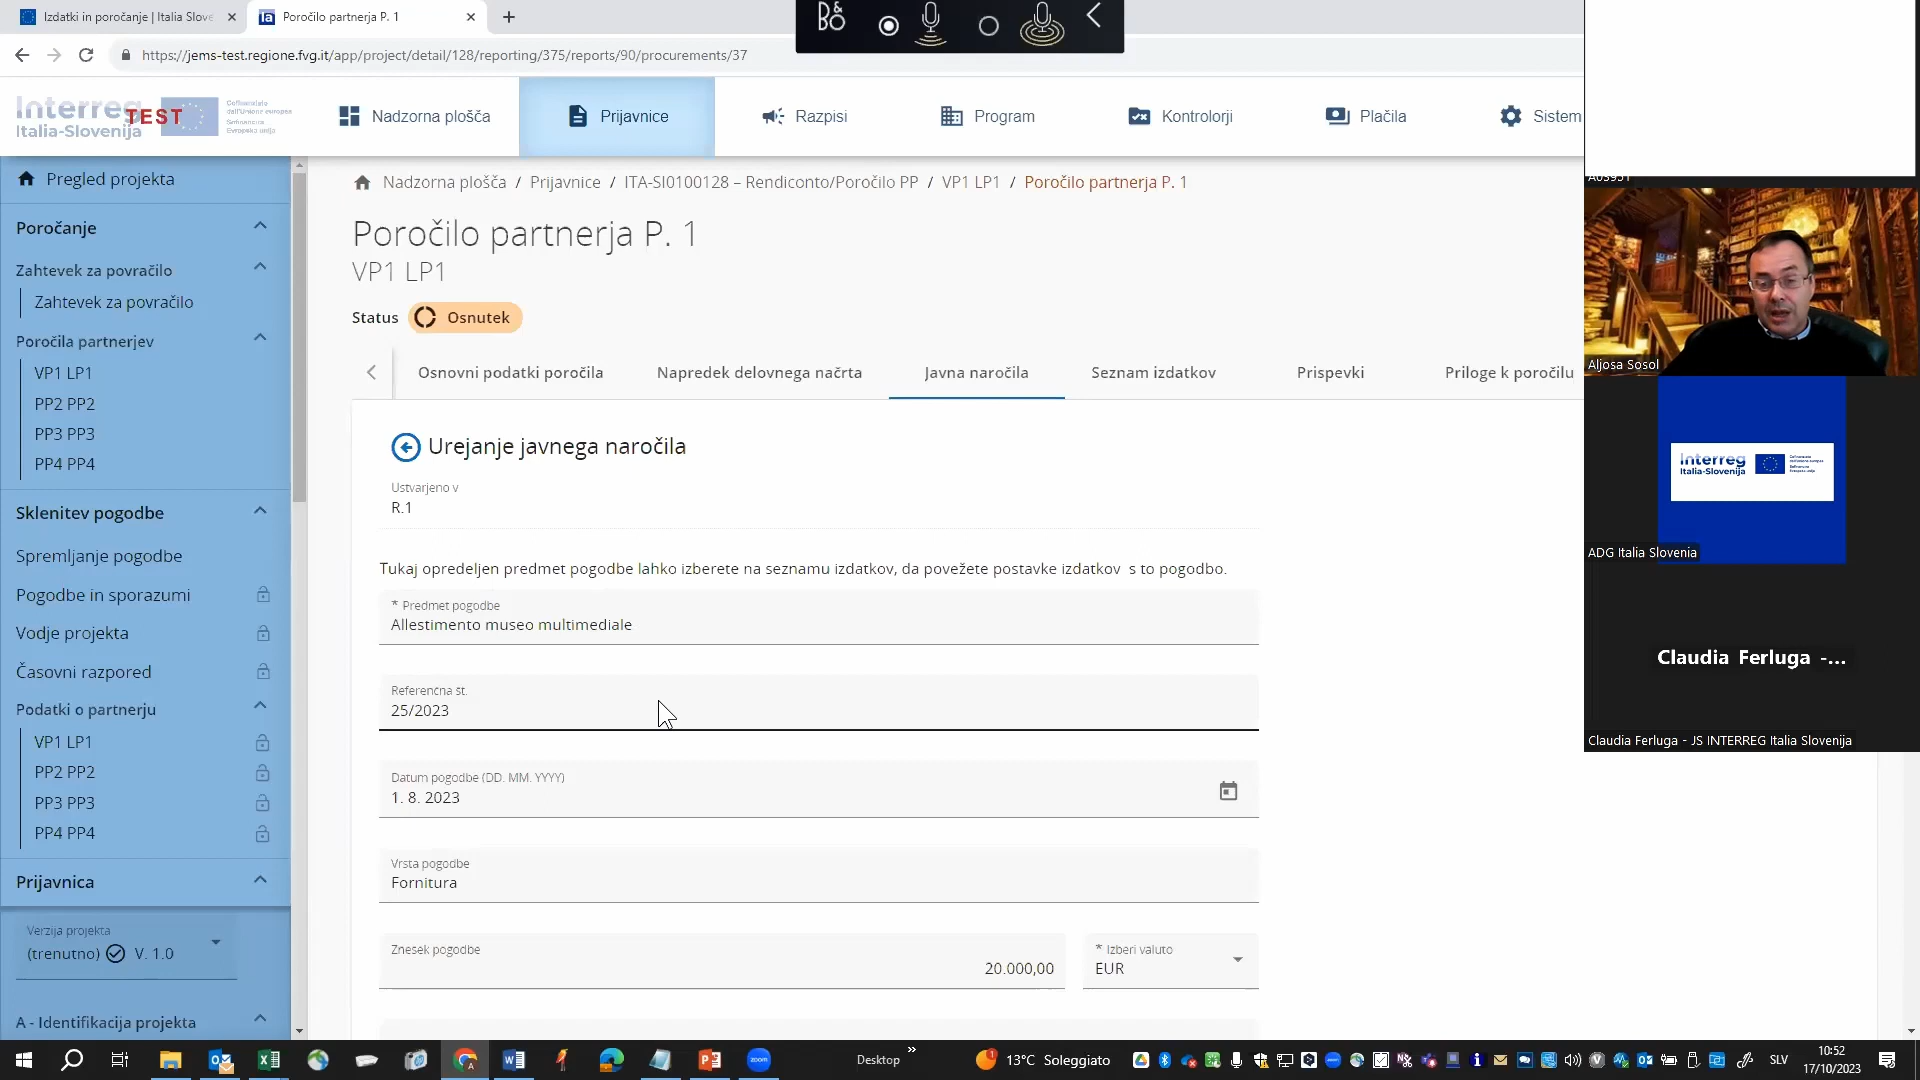 Izdatki in poročanje | Italia Slove
Poročilo partnerja P. 1
https://jems-test.regione.fvg.it/app/project/detail/128/reporting/375/reports/90/procurements/37
Interreg
TEST
Italia-Slovenija
Nadzorna plošča
Prijavnice
Razpisi
Program
Kontrolorji
Plačila
Sistem
Pregled projekta
Poročanje
Zahtevek za povračilo
Zahtevek za povračilo
Poročila partnerjev
VP1 LP1
PP2 PP2
PP3 PP3
PP4 PP4
Sklenitev pogodbe
Spremljanje pogodbe
Pogodbe in sporazumi
Vodje projekta
Časovni razpored
Podatki o partnerju
VP1 LP1
PP2 PP2
PP3 PP3
PP4 PP4
Prijavnica
Verzija projekta
(trenutno) V. 1.0
A - Identifikacija projekta
Nadzorna plošča / Prijavnice / ITA-SI0100128 – Rendiconto/Poročilo PP / VP1 LP1 / Poročilo partnerja P. 1
Poročilo partnerja P. 1
VP1 LP1
Status Osnutek
Osnovni podatki poročila
Napredek delovnega načrta
Javna naročila
Seznam izdatkov
Prispevki
Priloge k poročilu
Urejanje javnega naročila
Ustvarjeno v
R.1
Tukaj opredeljen predmet pogodbe lahko izberete na seznamu izdatkov, da povežete postavke izdatkov s to pogodbo.
* Predmet pogodbe
Allestimento museo multimediale
Referenčna št.
25/2023
Datum pogodbe (DD. MM. YYYY)
1. 8. 2023
Vrsta pogodbe
Fornitura
Znesek pogodbe
20.000,00
* Izberi valuto
EUR
Aljosa Sosol
Interreg
Italia-Slovenija
ADG Italia Slovenia
Claudia Ferluga -...
Claudia Ferluga - JS INTERREG Italia Slovenija
Desktop
13°C Soleggiato
SLV
10:52
17/10/2023